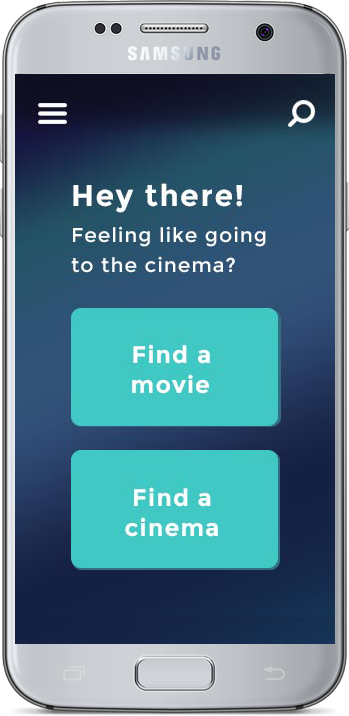 SAMSUNG
Hey there!
Feeling like going
to the cinema?
Find a
movie
Find a
cinema